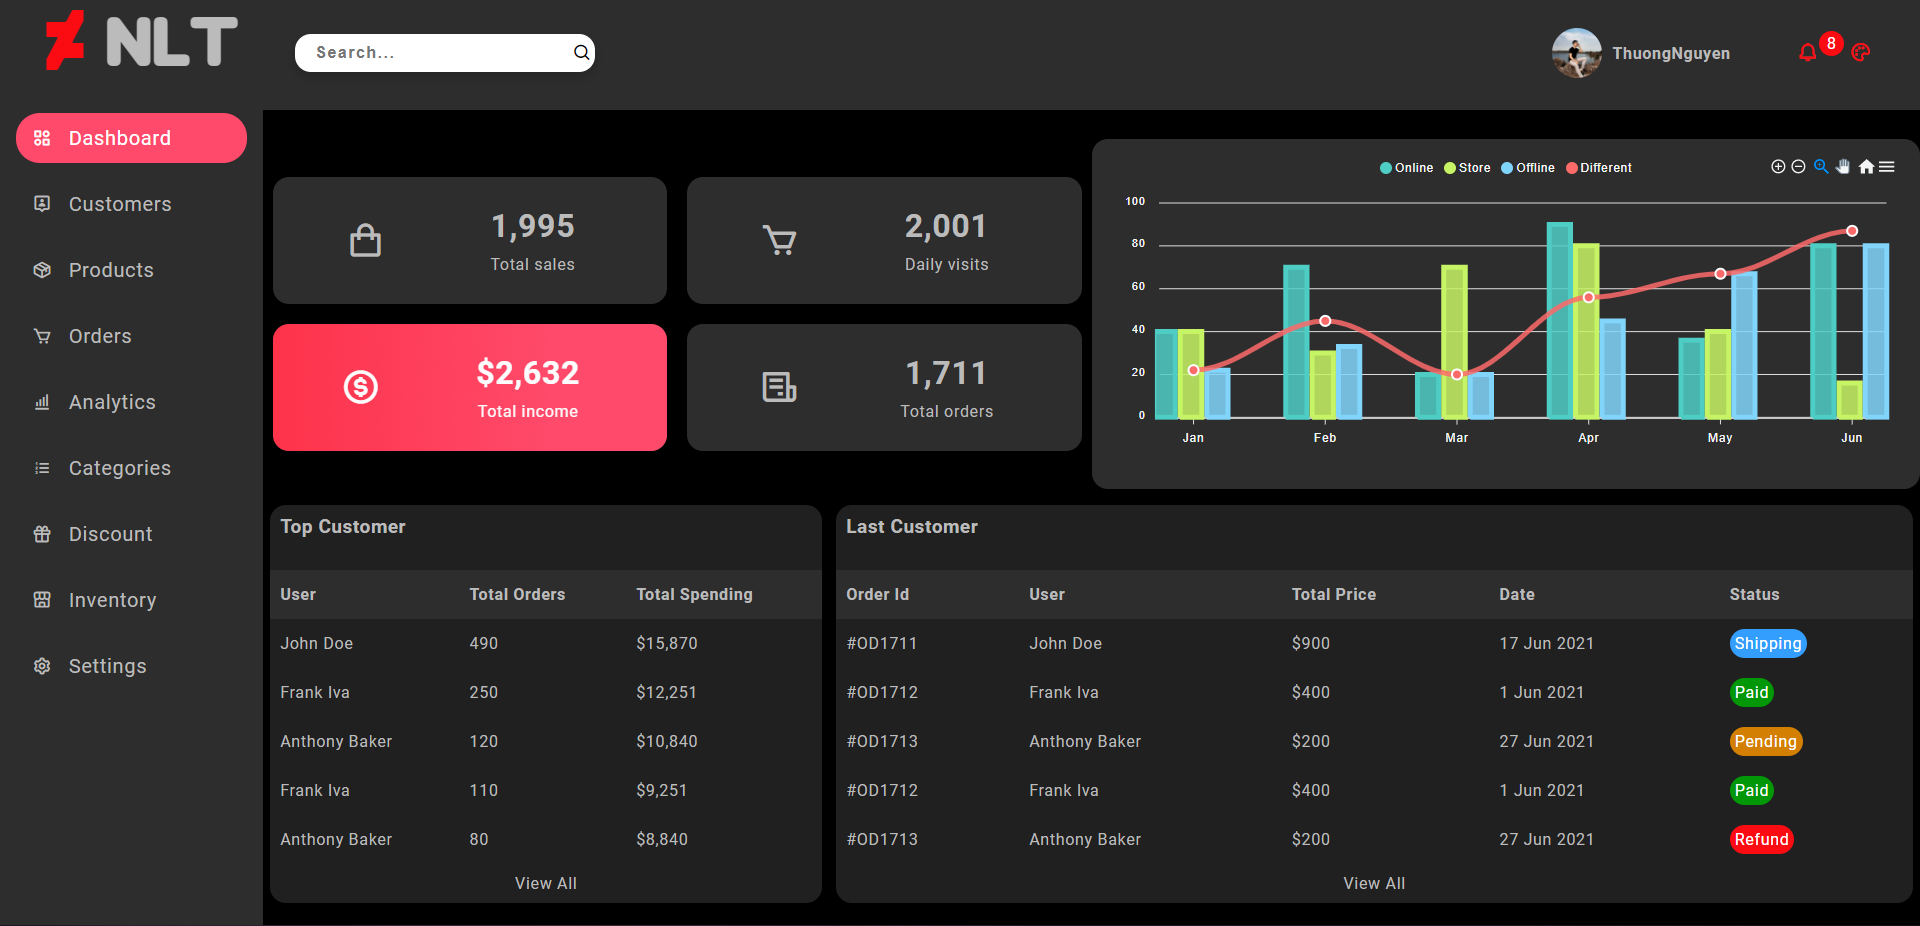 NLT
Search...
ThuongNguyen
8
Dashboard
Customers
Products
Orders
Analytics
Categories
Discount
Inventory
Settings
1,995
Total sales
2,001
Daily visits
$2,632
Total income
1,711
Total orders
Online Store Offline Different
100
80
60
40
20
0
Jan Feb Mar Apr May Jun
Top Customer
User Total Orders Total Spending
John Doe 490 $15,870
Frank Iva 250 $12,251
Anthony Baker 120 $10,840
Frank Iva 110 $9,251
Anthony Baker 80 $8,840
View All
Last Customer
Order Id User Total Price Date Status
#OD1711 John Doe $900 17 Jun 2021 Shipping
#OD1712 Frank Iva $400 1 Jun 2021 Paid
#OD1713 Anthony Baker $200 27 Jun 2021 Pending
#OD1712 Frank Iva $400 1 Jun 2021 Paid
#OD1713 Anthony Baker $200 27 Jun 2021 Refund
View All